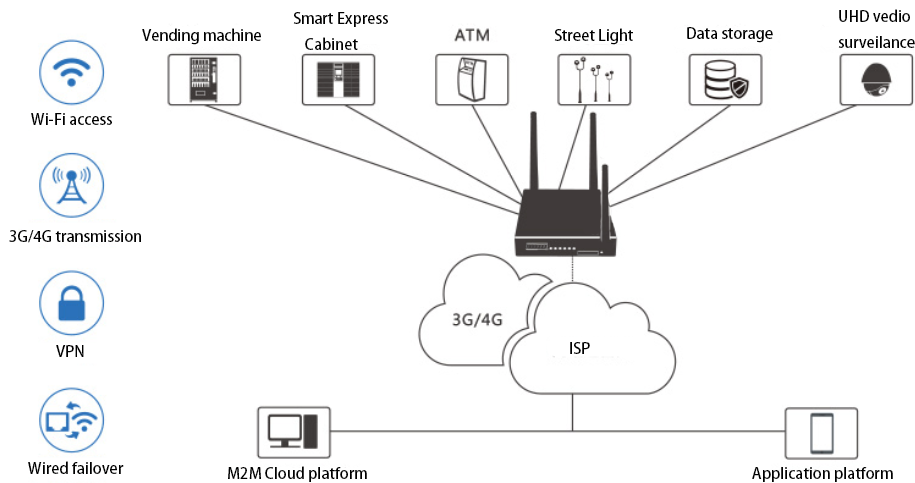 Vending machine
Smart Express
Cabinet
ATM
Street Light
Data storage
UHD vedio
surveilance
Wi-Fi access
3G/4G transmission
VPN
Wired failover
3G/4G
ISP
M2M Cloud platform
Application platform